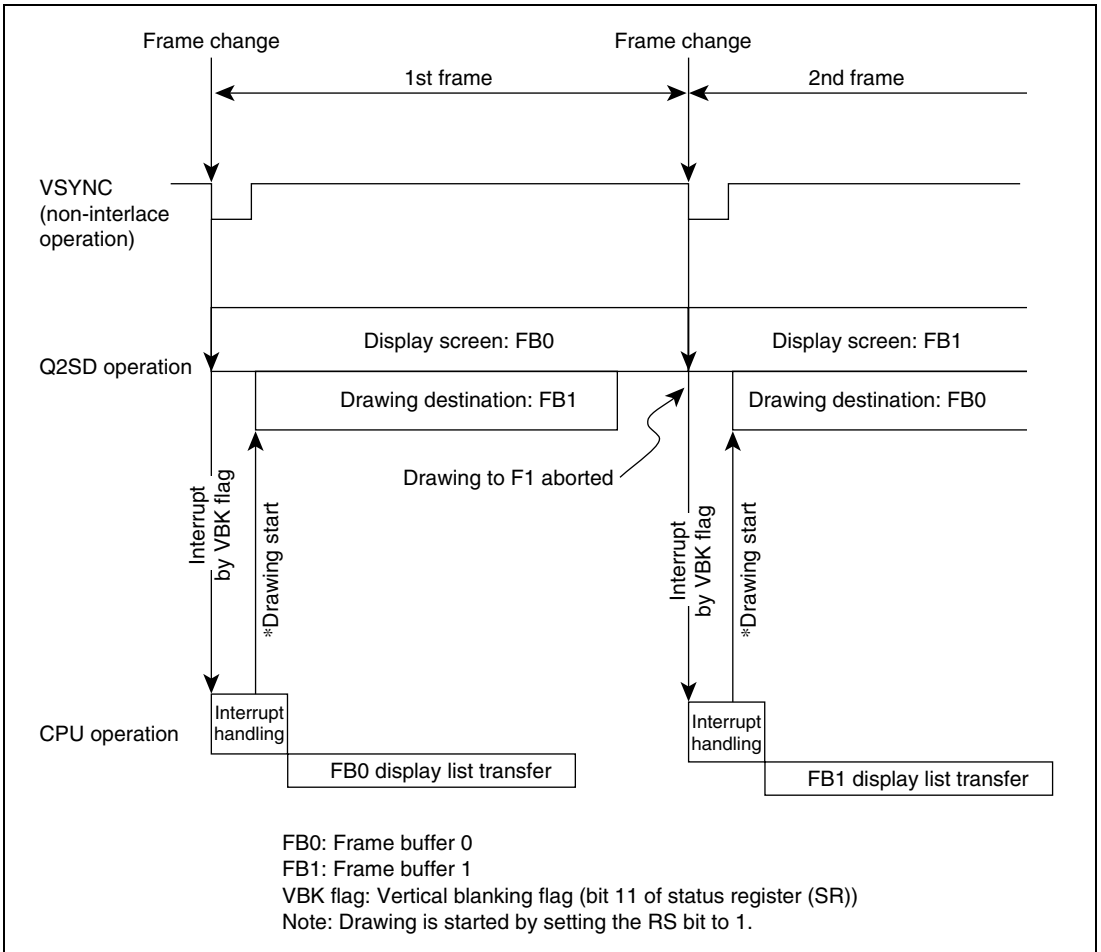 Frame change
Frame change
1st frame
2nd frame
VSYNC
(non-interlace
operation)
Display screen: FB0
Display screen: FB1
Q2SD operation
Drawing destination: FB1
Drawing destination: FB0
Drawing to F1 aborted
Interrupt
by VBK flag
*Drawing start
Interrupt
by VBK flag
*Drawing start
Interrupt
handling
Interrupt
handling
CPU operation
FB0 display list transfer
FB1 display list transfer
FB0: Frame buffer 0
FB1: Frame buffer 1
VBK flag: Vertical blanking flag (bit 11 of status register (SR))
Note: Drawing is started by setting the RS bit to 1.